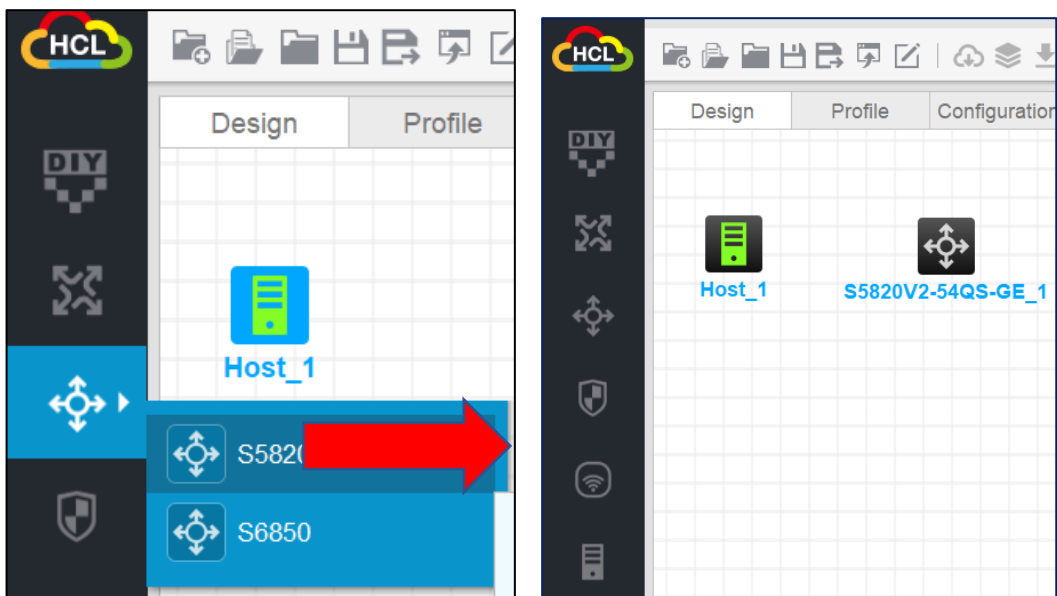 HCL
Design Profile
DIY
Host_1
S5820
S6850
HCL
Design Profile Configuration
DIY
Host_1 S5820V2-54QS-GE_1